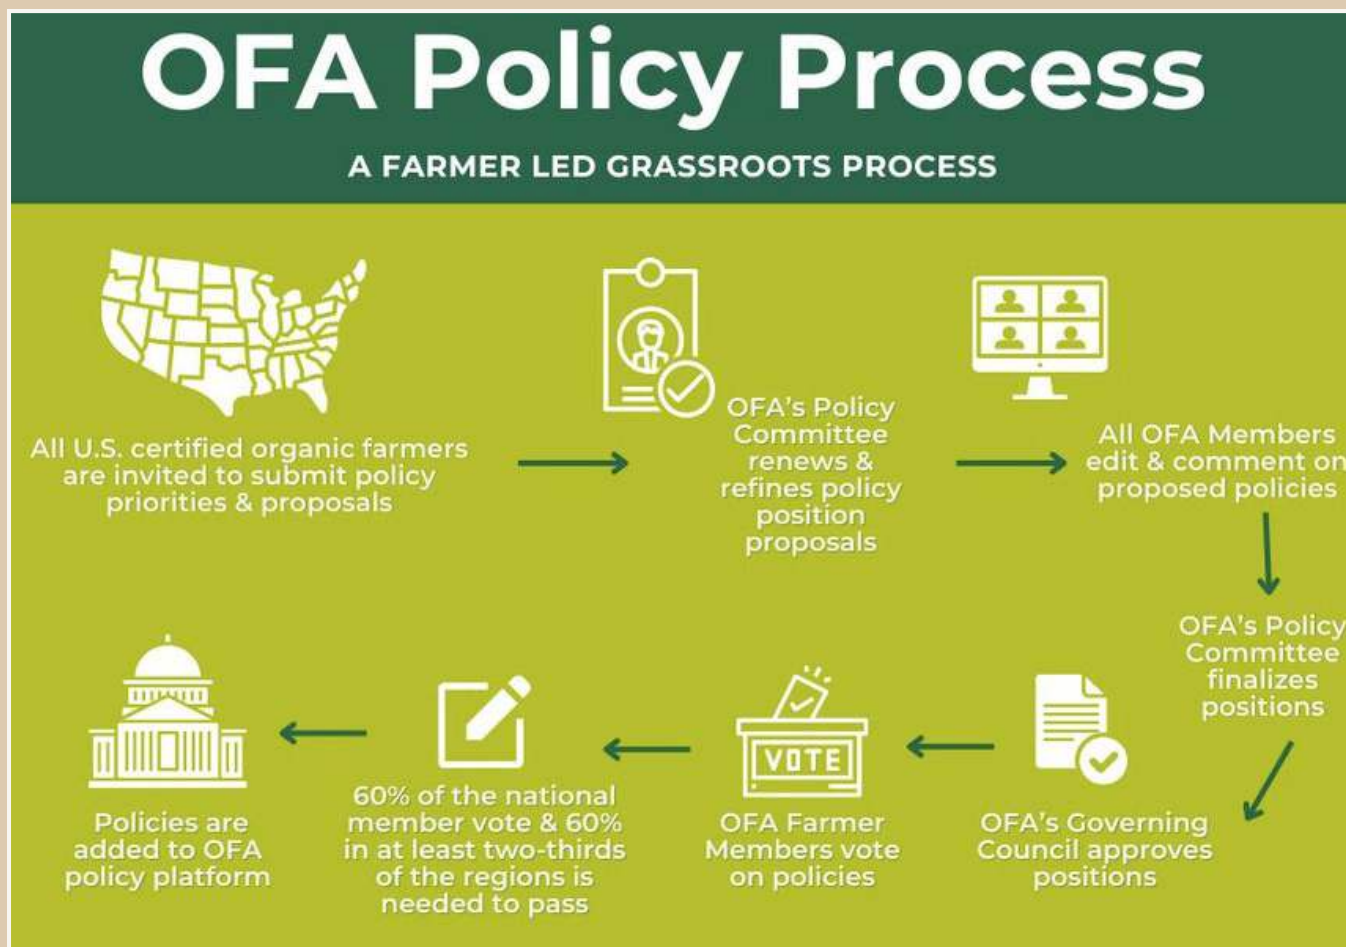 OFA Policy Process
A FARMER LED GRASSROOTS PROCESS
All U.S. certified organic farmers
are invited to submit policy
priorities & proposals
OFA's Policy
Committee
renews &
refines policy
position
proposals
All OFA Members
edit & comment on
proposed policies
OFA's Policy
Committee
finalizes
positions
OFA's Governing
Council approves
positions
VOTE
OFA Farmer
Members vote
on policies
60% of the national
member vote & 60%
in at least two-thirds
of the regions is
needed to pass
Policies are
added to OFA
policy platform